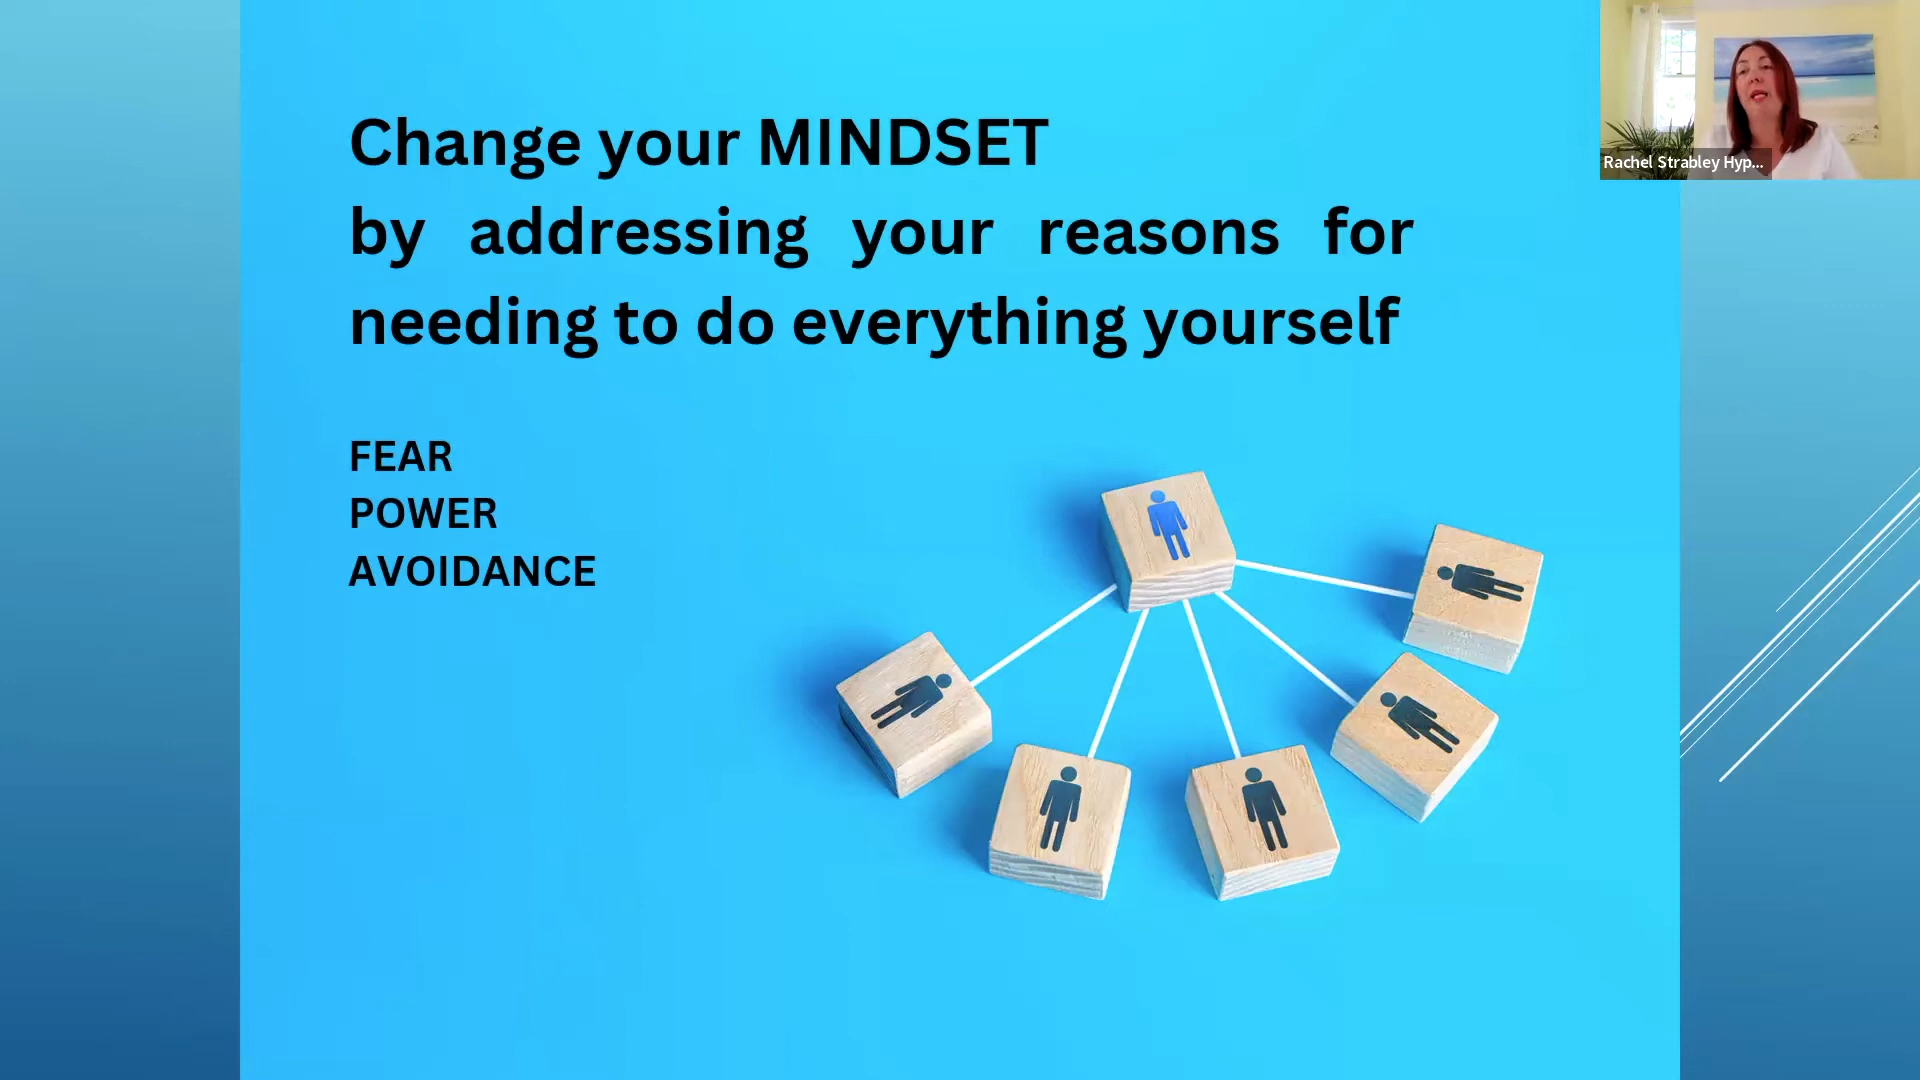 Change your MINDSET
by addressing your reasons for
needing to do everything yourself
FEAR
POWER
AVOIDANCE
Rachel Strabley Hyp...